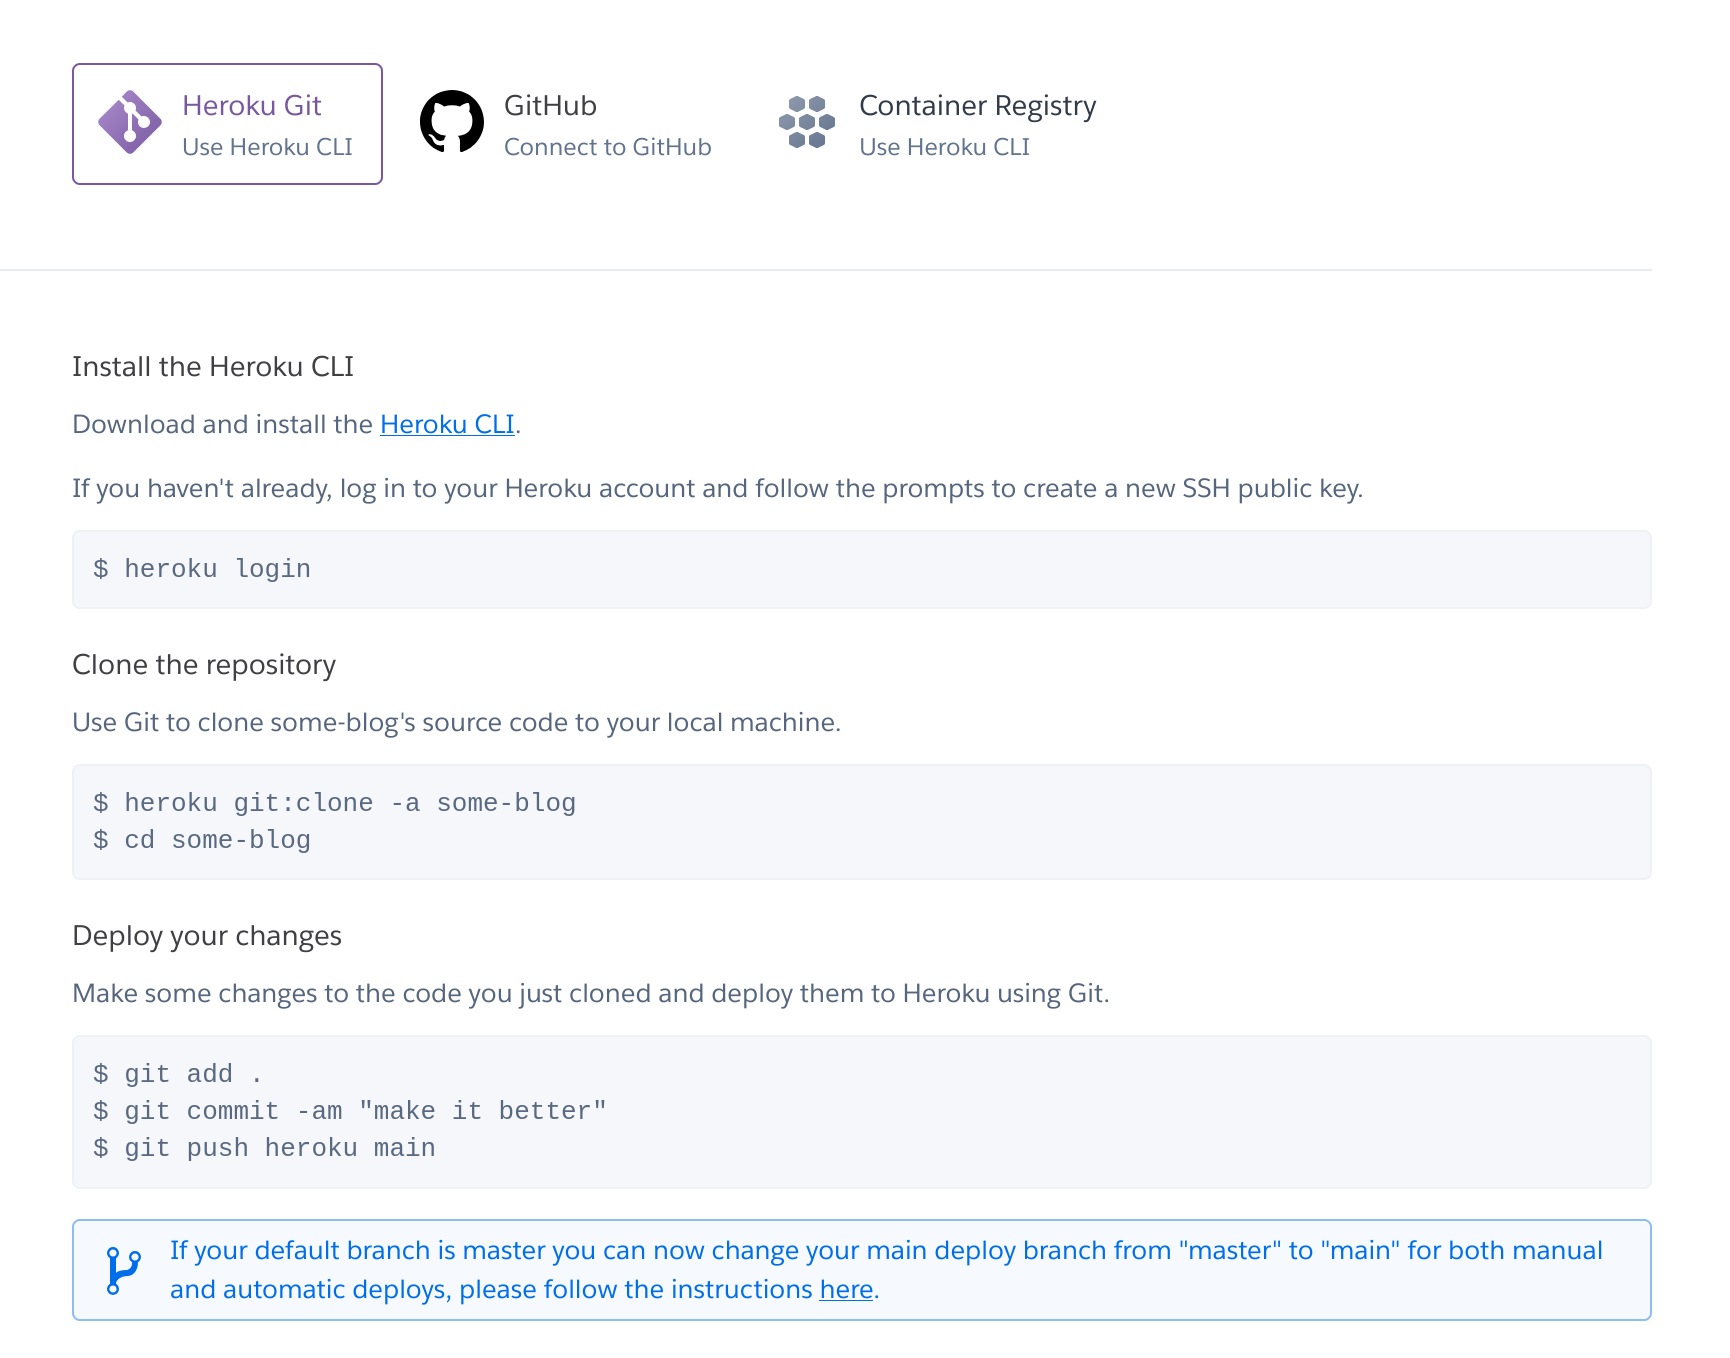 Heroku Git
Use Heroku CLI
GitHub
Connect to GitHub
Container Registry
Use Heroku CLI
Install the Heroku CLI
Download and install the Heroku CLI.
If you haven't already, log in to your Heroku account and follow the prompts to create a new SSH public key.
$ heroku login
Clone the repository
Use Git to clone some-blog's source code to your local machine.
$ heroku git:clone -a some-blog
$ cd some-blog
Deploy your changes
Make some changes to the code you just cloned and deploy them to Heroku using Git.
$ git add .
$ git commit -am "make it better"
$ git push heroku main
If your default branch is master you can now change your main deploy branch from "master" to "main" for both manual
and automatic deploys, please follow the instructions here.